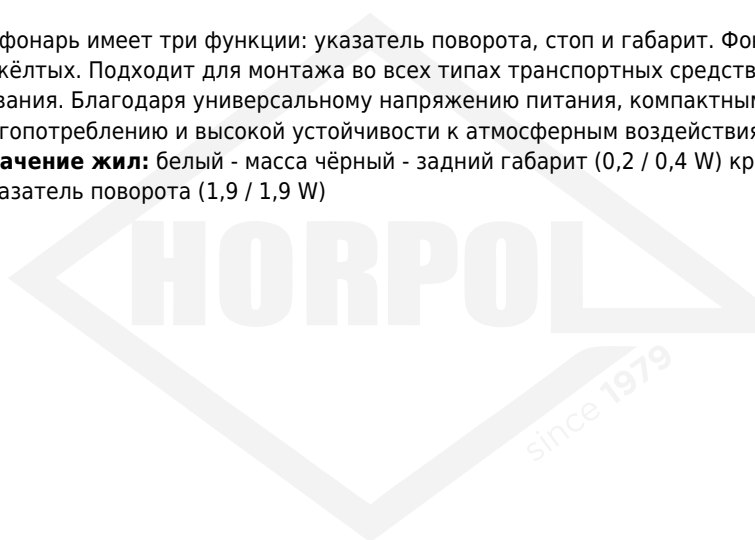 фонарь имеет три функции: указатель поворота, стоп и габарит. Фо
жёлтых. Подходит для монтажа во всех типах транспортных средств
вания. Благодаря универсальному напряжению питания, компактны
гопотреблению и высокой устойчивости к атмосферным воздействи
ачение жил: белый - масса чёрный - задний габарит (0,2 / 0,4 W) кр
азатель поворота (1,9 / 1,9 W)
HORPOL
since 1979